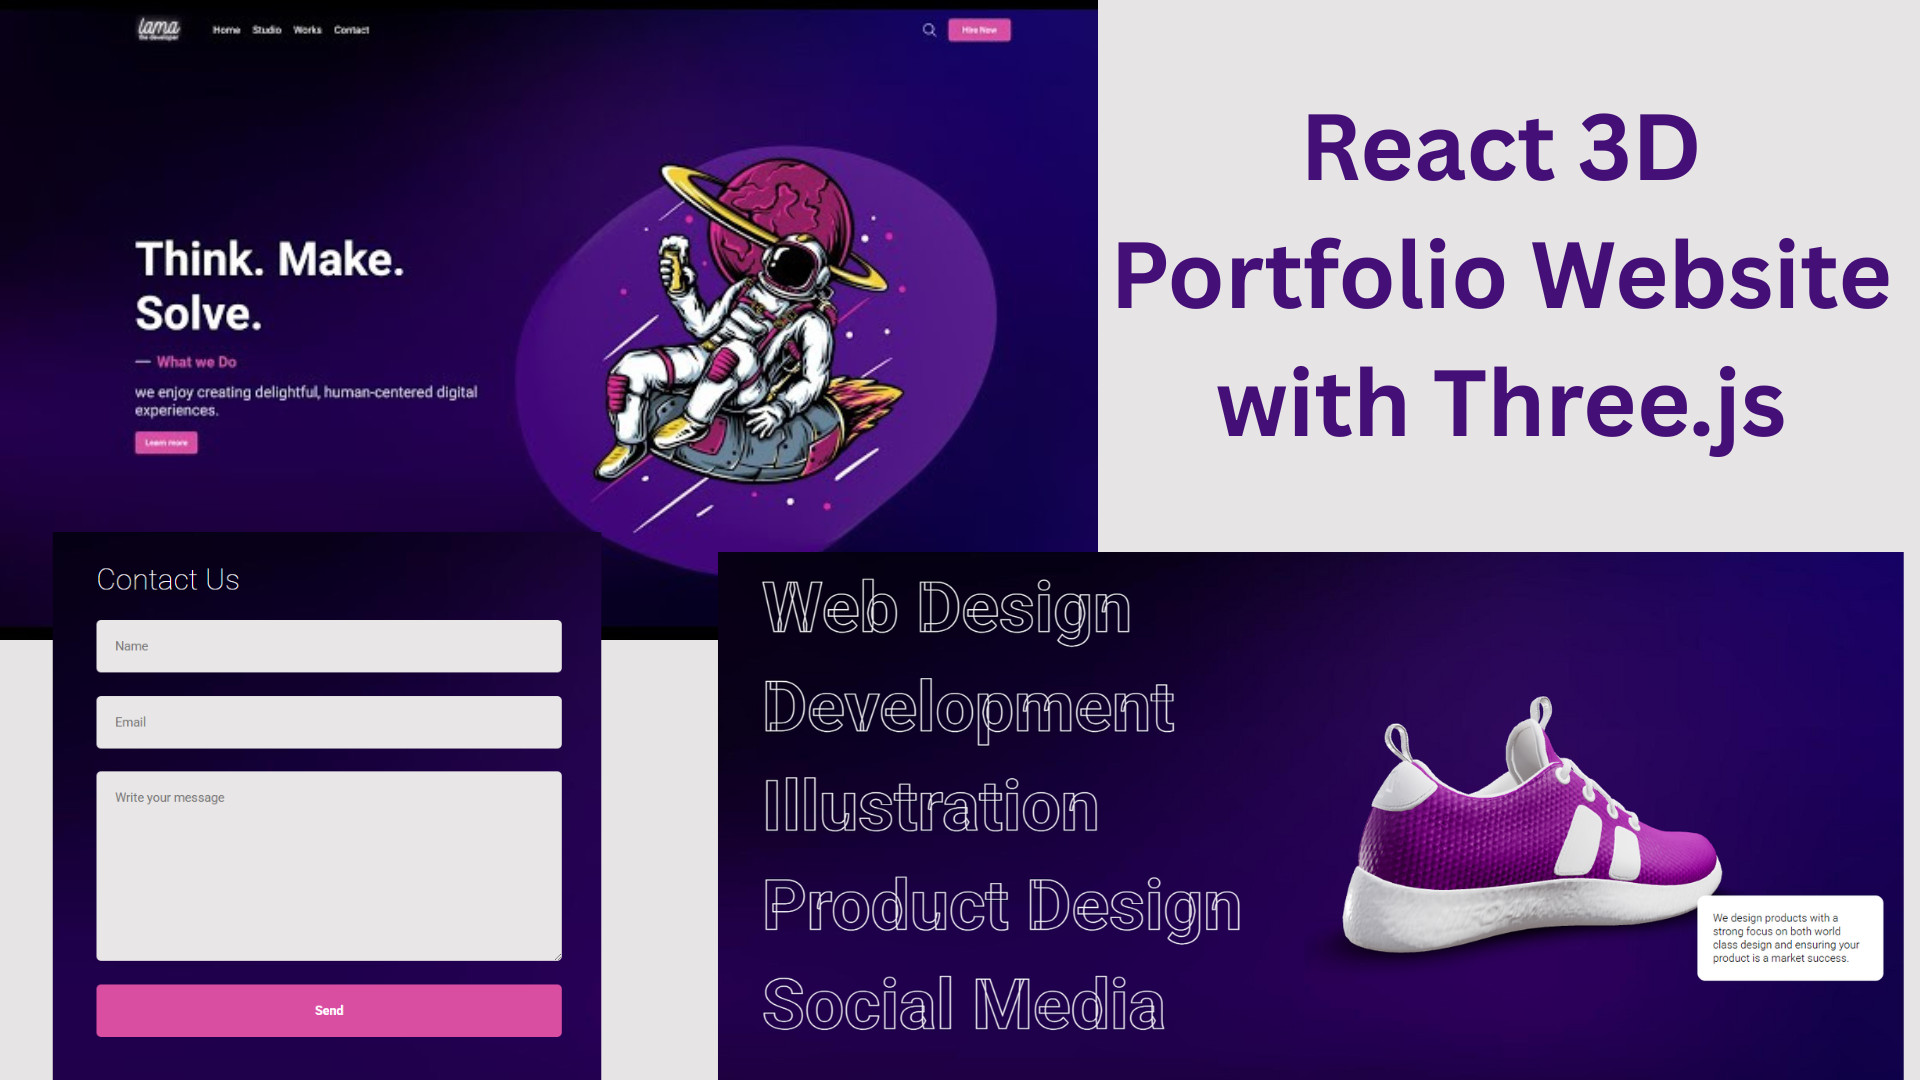 lama
the developer
Home Studio Works Contact
Hire Now
Think. Make.
Solve.
What we Do
we enjoy creating delightful, human-centered digital
experiences.
Learn more
React 3D
Portfolio Website
with Three.js
Contact Us
Name
Email
Write your message
Send
Web Design
Development
Illustration
Product Design
Social Media
We design products with a
strong focus on both world
class design and ensuring your
product is a market success.